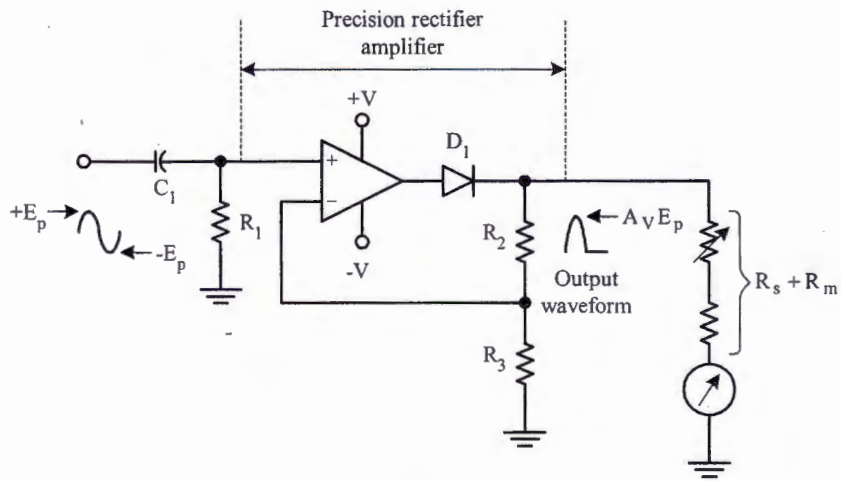 Precision rectifier
amplifier
+V
D1
+
C1
−
+Ep
-Ep
R1
-V
R2
AVEp
Output
waveform
Rs + Rm
R3